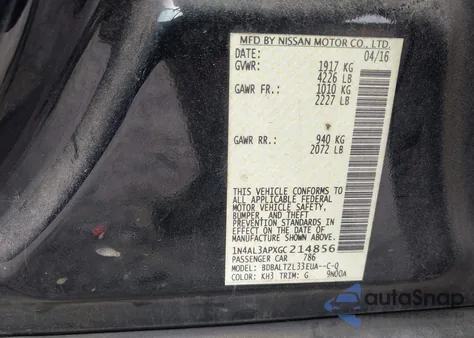 MFD BY NISSAN MOTOR CO., LTD.
DATE: 04/16
GVWR: 1917 KG
4226 LB
GAWR FR.: 1010 KG
2227 LB
GAWR RR.: 940 KG
2072 LB
THIS VEHICLE CONFORMS TO
ALL APPLICABLE FEDERAL
MOTOR VEHICLE SAFETY,
BUMPER, AND THEFT
PREVENTION STANDARDS IN
EFFECT ON THE DATE OF
MANUFACTURE SHOWN ABOVE.
1N4AL3APXGC214856
PASSENGER CAR 786
MODEL: BDBALTZL33EUA--C-Q
COLOR: KH3 TRIM: G 9N00A
autoSnap